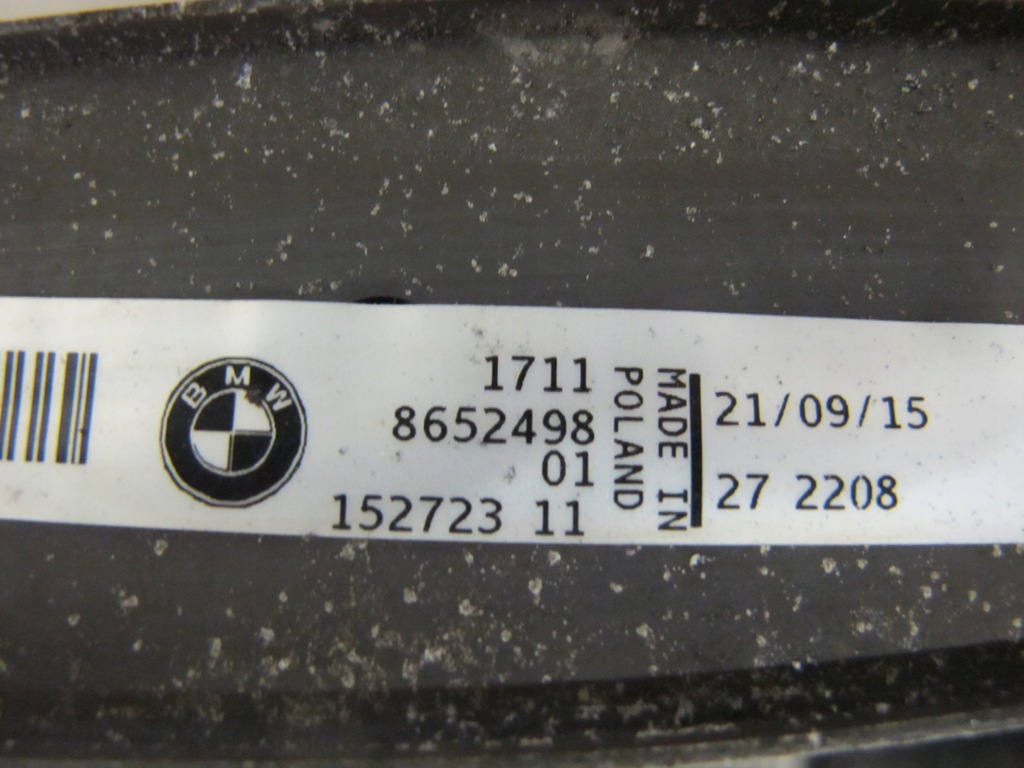 BMW
1711
8652498
01
152723 11
MADE IN
POLAND
21/09/15
27 2208